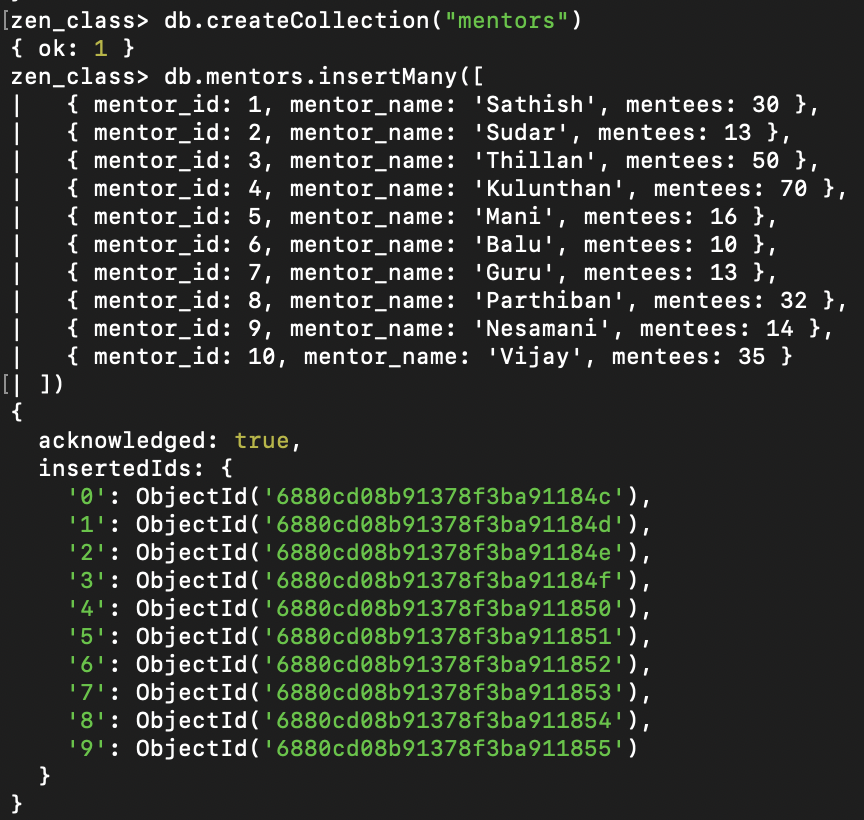 [zen_class> db.createCollection("mentors")
{ ok: 1 }
zen_class> db.mentors.insertMany([
|   { mentor_id: 1, mentor_name: 'Sathish', mentees: 30 },
|   { mentor_id: 2, mentor_name: 'Sudar', mentees: 13 },
|   { mentor_id: 3, mentor_name: 'Thillan', mentees: 50 },
|   { mentor_id: 4, mentor_name: 'Kulunthan', mentees: 70 },
|   { mentor_id: 5, mentor_name: 'Mani', mentees: 16 },
|   { mentor_id: 6, mentor_name: 'Balu', mentees: 10 },
|   { mentor_id: 7, mentor_name: 'Guru', mentees: 13 },
|   { mentor_id: 8, mentor_name: 'Parthiban', mentees: 32 },
|   { mentor_id: 9, mentor_name: 'Nesamani', mentees: 14 },
|   { mentor_id: 10, mentor_name: 'Vijay', mentees: 35 }
[| ])
{
  acknowledged: true,
  insertedIds: {
    '0': ObjectId('6880cd08b91378f3ba91184c'),
    '1': ObjectId('6880cd08b91378f3ba91184d'),
    '2': ObjectId('6880cd08b91378f3ba91184e'),
    '3': ObjectId('6880cd08b91378f3ba91184f'),
    '4': ObjectId('6880cd08b91378f3ba911850'),
    '5': ObjectId('6880cd08b91378f3ba911851'),
    '6': ObjectId('6880cd08b91378f3ba911852'),
    '7': ObjectId('6880cd08b91378f3ba911853'),
    '8': ObjectId('6880cd08b91378f3ba911854'),
    '9': ObjectId('6880cd08b91378f3ba911855')
  }
}